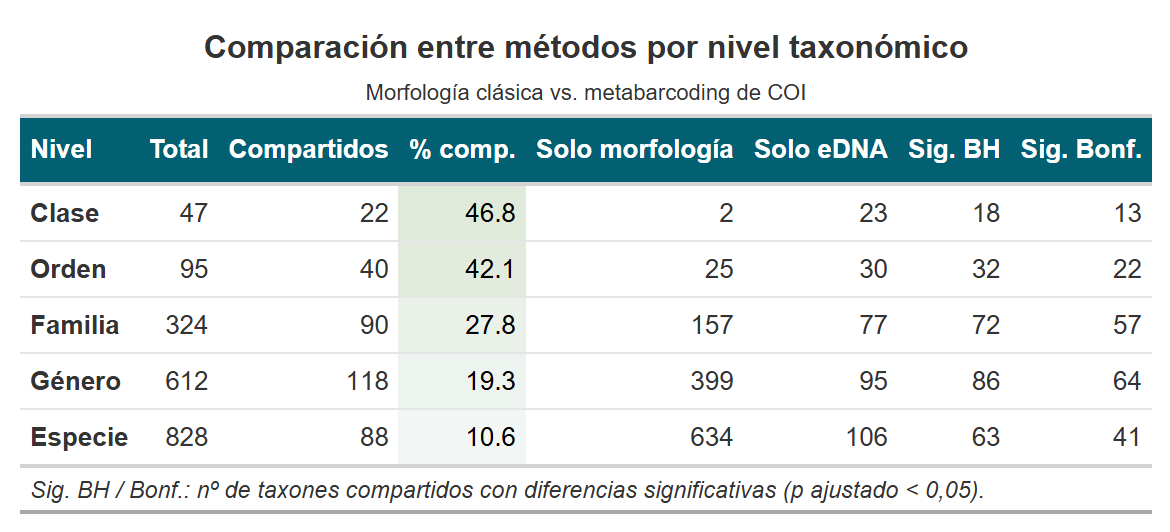 Comparación entre métodos por nivel taxonómico
Morfología clásica vs. metabarcoding de COI
Nivel Total Compartidos % comp. Solo morfología Solo eDNA Sig. BH Sig. Bonf.
Clase 47 22 46.8 2 23 18 13
Orden 95 40 42.1 25 30 32 22
Familia 324 90 27.8 157 77 72 57
Género 612 118 19.3 399 95 86 64
Especie 828 88 10.6 634 106 63 41
Sig. BH / Bonf.: nº de taxones compartidos con diferencias significativas (p ajustado < 0,05).